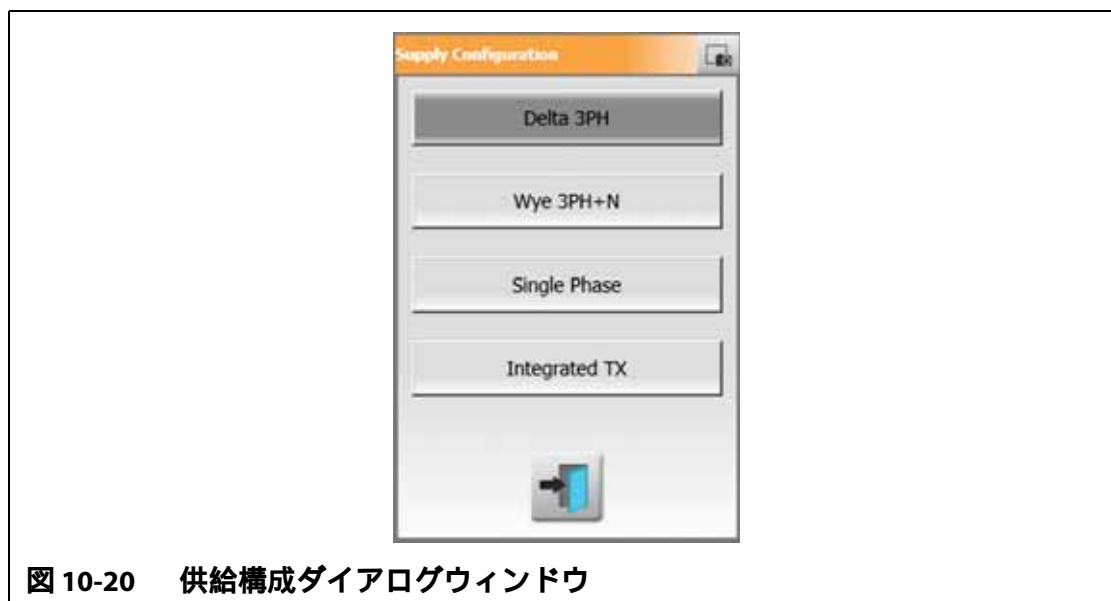 Supply Configuration
Delta 3PH
Wye 3PH+N
Single Phase
Integrated TX
図 10-20 供給構成ダイアログウィンドウ